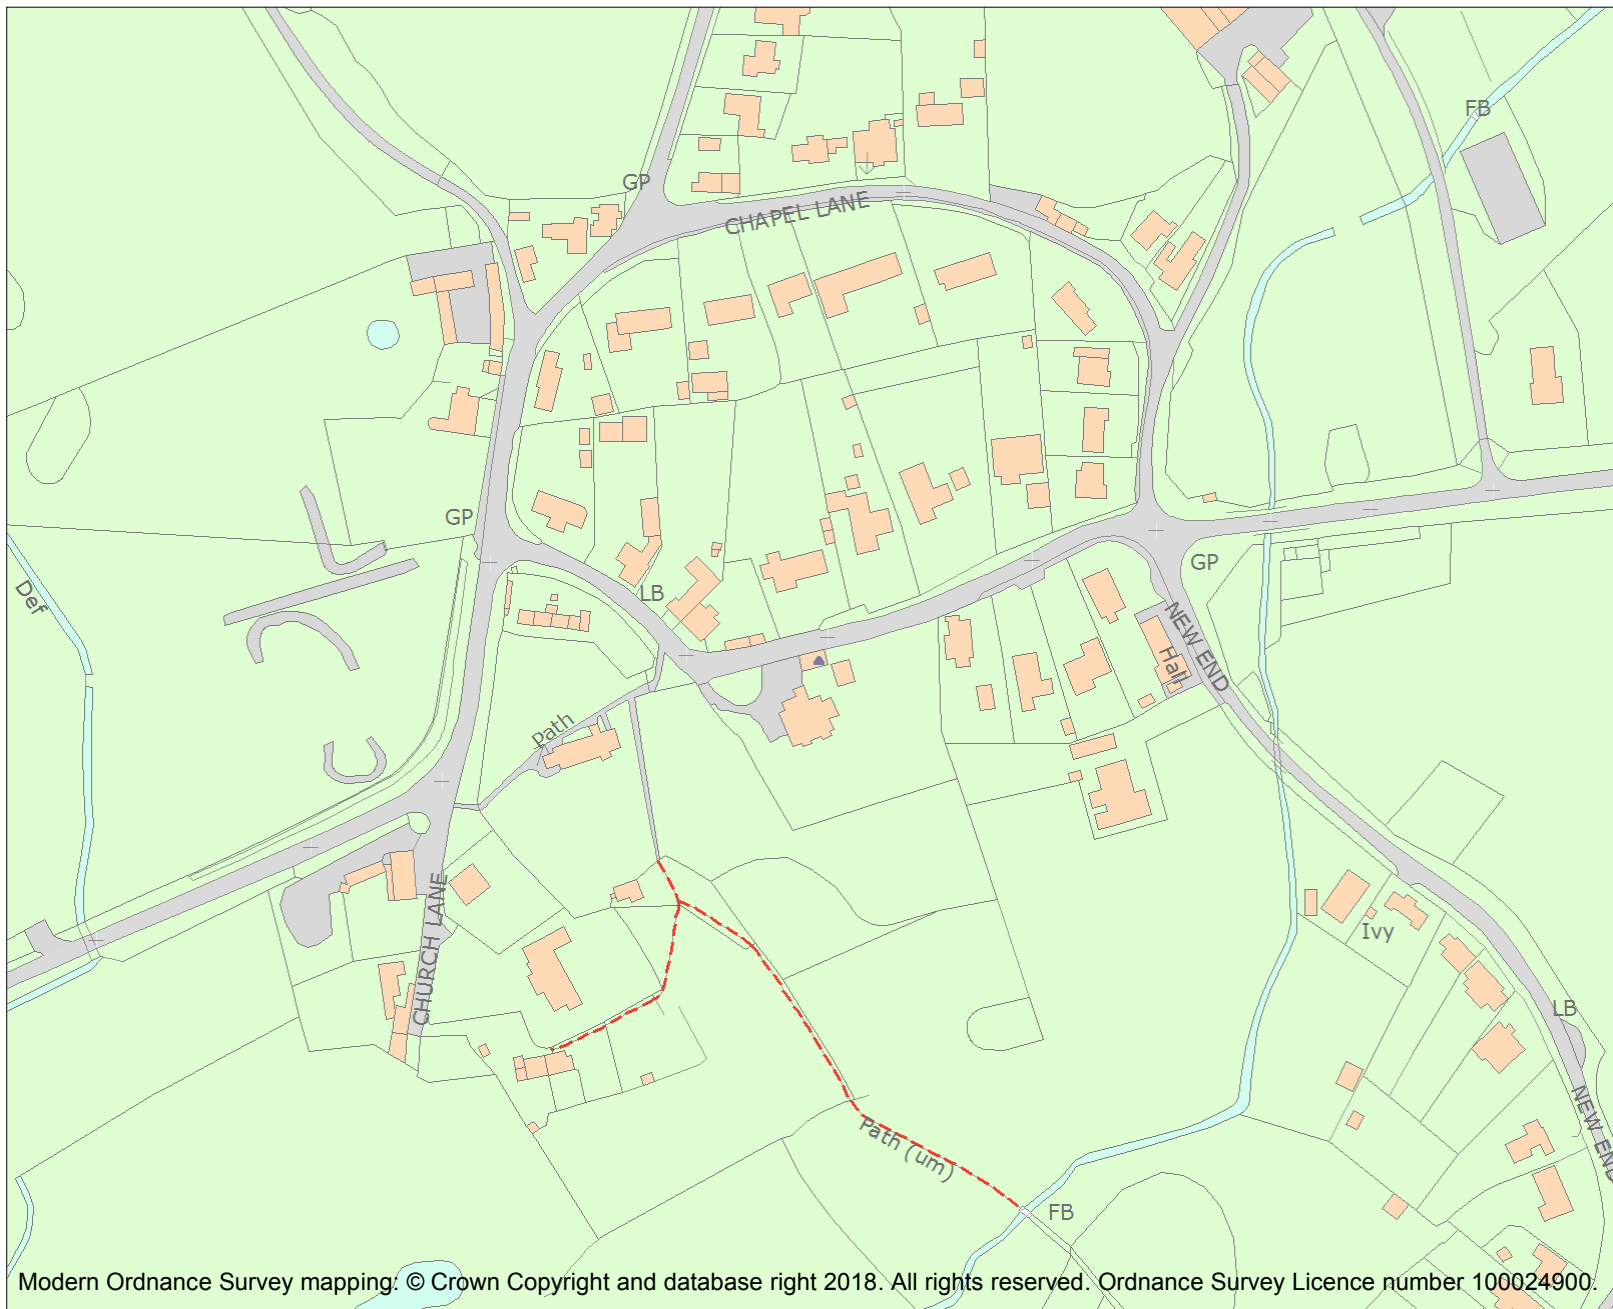 FB
GP
CHAPEL LANE
GP
GP
Def
LB
NEW END
Hall
Path
CHURCH LANE
Ivy
LB
NEW END
Path (um)
FB
Modern Ordnance Survey mapping: © Crown Copyright and database right 2018. All rights reserved. Ordnance Survey Licence number 100024900.